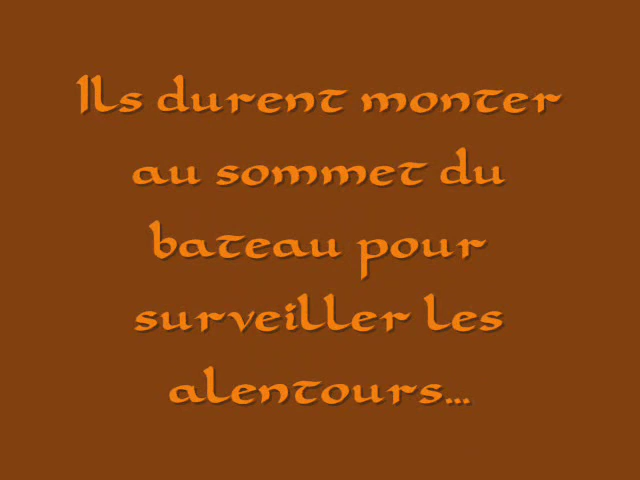 Ils durent monter
au sommet du
bateau pour
surveiller les
alentours...